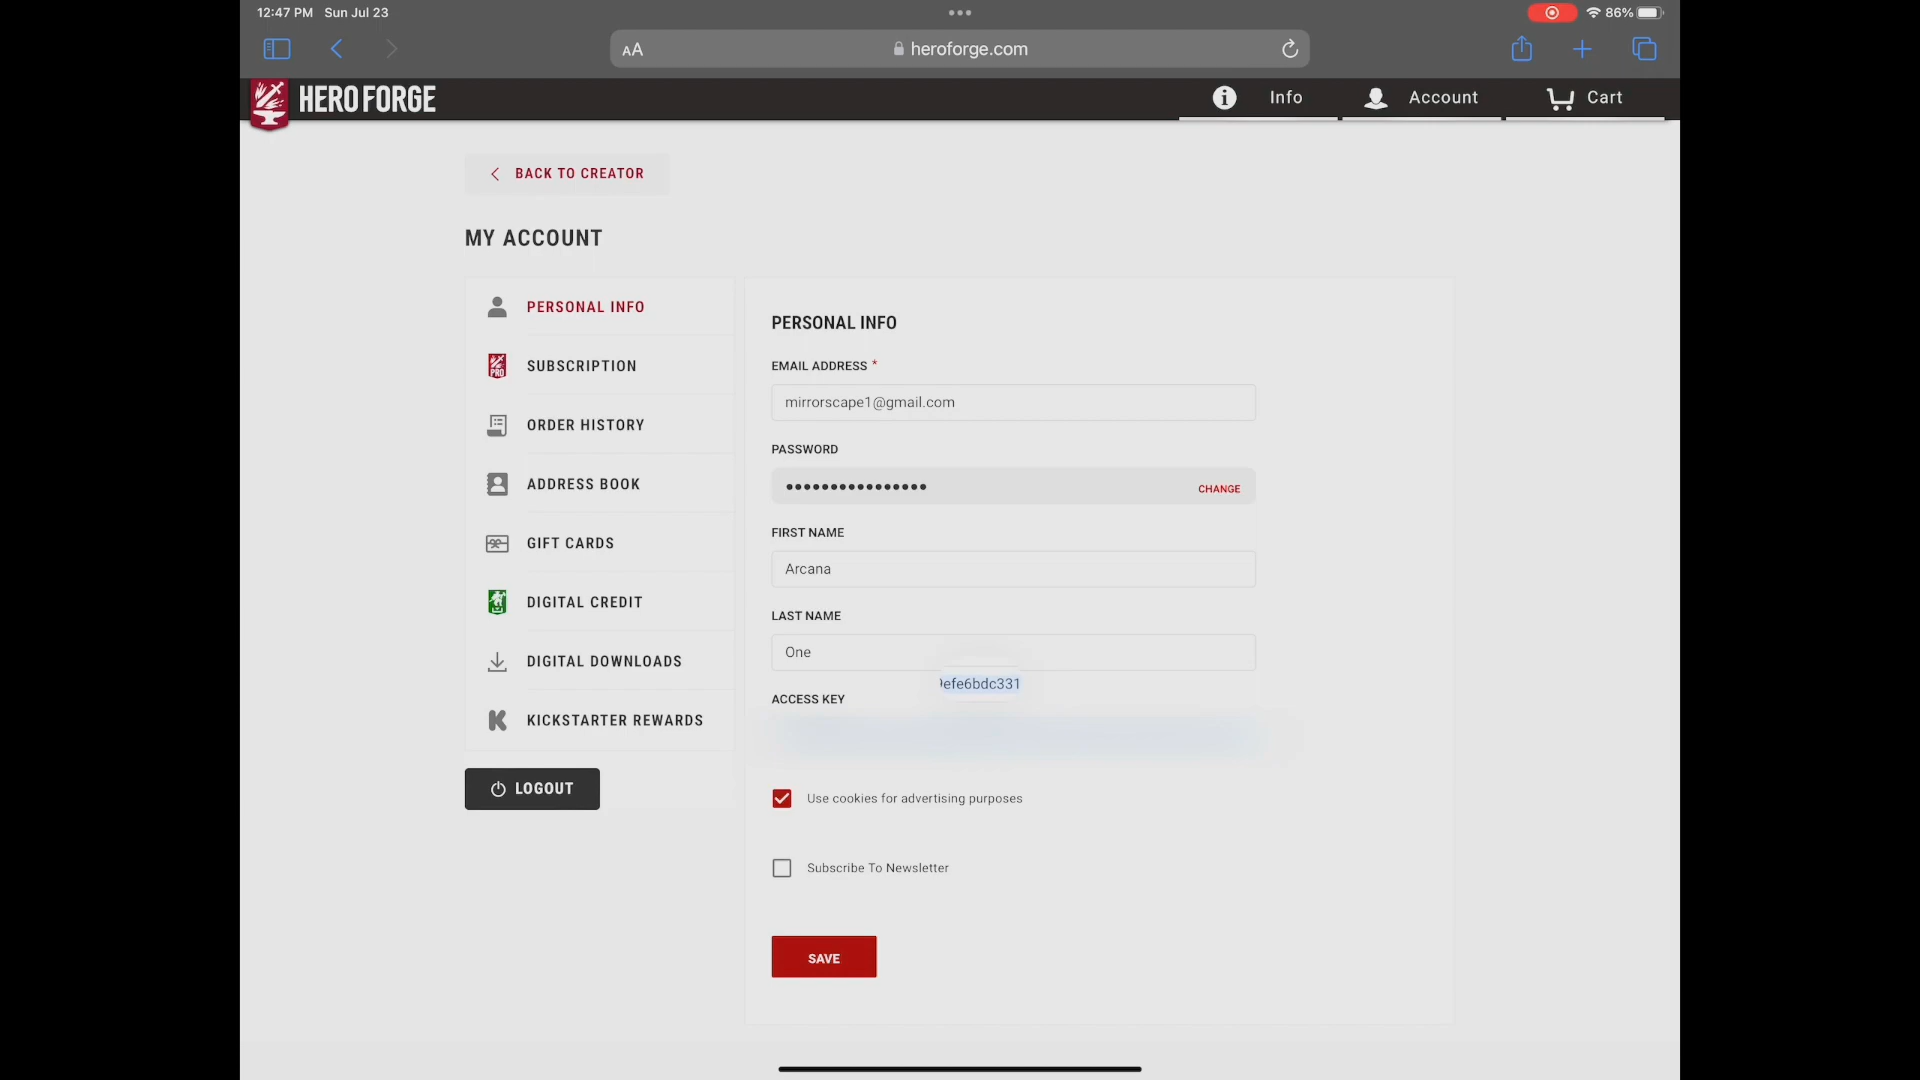 12:47 PM Sun Jul 23
86%
AA
heroforge.com
HERO FORGE
Info
Account
Cart
BACK TO CREATOR
MY ACCOUNT
PERSONAL INFO
PRO
SUBSCRIPTION
ORDER HISTORY
ADDRESS BOOK
GIFT CARDS
DIGITAL CREDIT
DIGITAL DOWNLOADS
KICKSTARTER REWARDS
LOGOUT
PERSONAL INFO
EMAIL ADDRESS *
mirrorscape1@gmail.com
PASSWORD
••••••••••••••••
CHANGE
FIRST NAME
Arcana
LAST NAME
One
efe6bdc331
ACCESS KEY
Use cookies for advertising purposes
Subscribe To Newsletter
SAVE